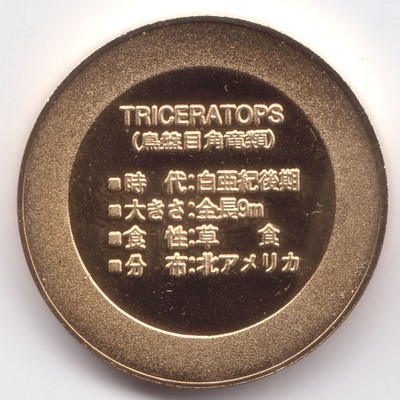 TRICERATOPS
(鳥盤目角竜類)
■時 代:白亜紀後期
■大きさ:全長9m
■食 性:草 食
■分 布:北アメリカ